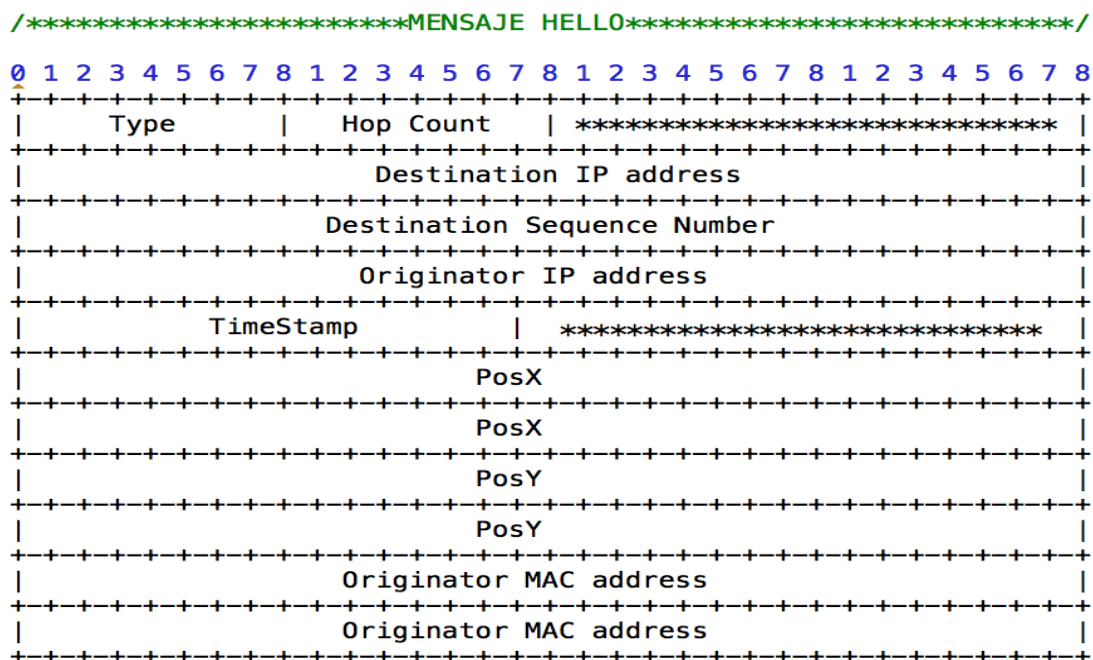 /***********************MENSAJE HELLO***************************/
0 1 2 3 4 5 6 7 8 1 2 3 4 5 6 7 8 1 2 3 4 5 6 7 8 1 2 3 4 5 6 7 8
+-+-+-+-+-+-+-+-+-+-+-+-+-+-+-+-+-+-+-+-+-+-+-+-+-+-+-+-+-+-+-+-+
| Type | Hop Count | ***************************** |
+-+-+-+-+-+-+-+-+-+-+-+-+-+-+-+-+-+-+-+-+-+-+-+-+-+-+-+-+-+-+-+-+
| Destination IP address |
+-+-+-+-+-+-+-+-+-+-+-+-+-+-+-+-+-+-+-+-+-+-+-+-+-+-+-+-+-+-+-+-+
| Destination Sequence Number |
+-+-+-+-+-+-+-+-+-+-+-+-+-+-+-+-+-+-+-+-+-+-+-+-+-+-+-+-+-+-+-+-+
| Originator IP address |
+-+-+-+-+-+-+-+-+-+-+-+-+-+-+-+-+-+-+-+-+-+-+-+-+-+-+-+-+-+-+-+-+
| TimeStamp | ***************************** |
+-+-+-+-+-+-+-+-+-+-+-+-+-+-+-+-+-+-+-+-+-+-+-+-+-+-+-+-+-+-+-+-+
| PosX |
+-+-+-+-+-+-+-+-+-+-+-+-+-+-+-+-+-+-+-+-+-+-+-+-+-+-+-+-+-+-+-+-+
| PosX |
+-+-+-+-+-+-+-+-+-+-+-+-+-+-+-+-+-+-+-+-+-+-+-+-+-+-+-+-+-+-+-+-+
| PosY |
+-+-+-+-+-+-+-+-+-+-+-+-+-+-+-+-+-+-+-+-+-+-+-+-+-+-+-+-+-+-+-+-+
| PosY |
+-+-+-+-+-+-+-+-+-+-+-+-+-+-+-+-+-+-+-+-+-+-+-+-+-+-+-+-+-+-+-+-+
| Originator MAC address |
+-+-+-+-+-+-+-+-+-+-+-+-+-+-+-+-+-+-+-+-+-+-+-+-+-+-+-+-+-+-+-+-+
| Originator MAC address |
+-+-+-+-+-+-+-+-+-+-+-+-+-+-+-+-+-+-+-+-+-+-+-+-+-+-+-+-+-+-+-+-+